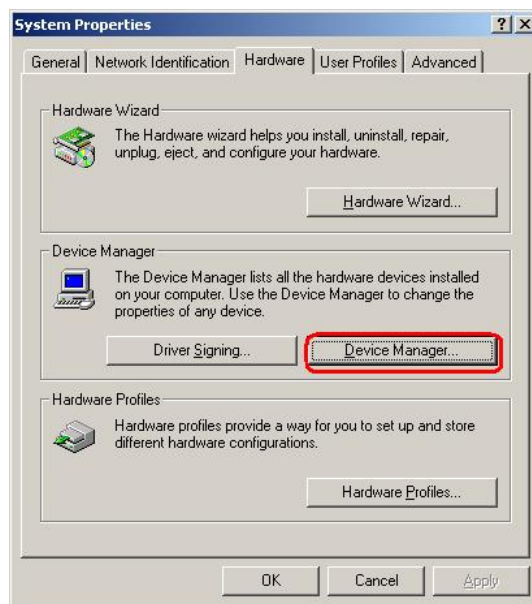 System Properties
General Network Identification Hardware User Profiles Advanced
Hardware Wizard
The Hardware wizard helps you install, uninstall, repair,
unplug, eject, and configure your hardware.
Hardware Wizard...
Device Manager
The Device Manager lists all the hardware devices installed
on your computer. Use the Device Manager to change the
properties of any device.
Driver Signing... Device Manager...
Hardware Profiles
Hardware profiles provide a way for you to set up and store
different hardware configurations.
Hardware Profiles...
OK Cancel Apply